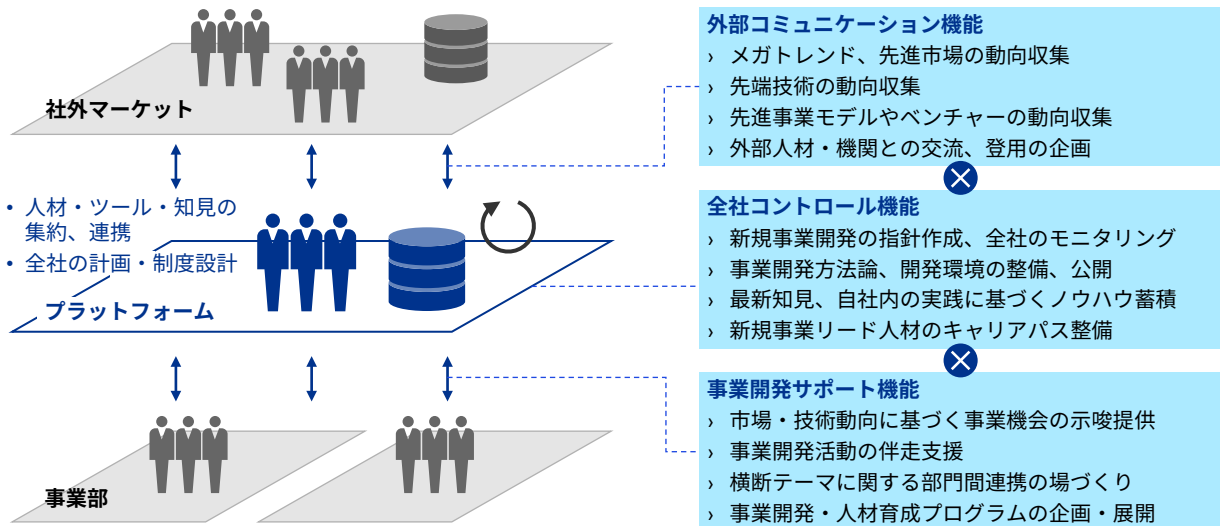 社外マーケット
• 人材・ツール・知見の
集約、連携
• 全社の計画・制度設計
プラットフォーム
事業部
外部コミュニケーション機能
› メガトレンド、先進市場の動向収集
› 先端技術の動向収集
› 先進事業モデルやベンチャーの動向収集
› 外部人材・機関との交流、登用の企画
全社コントロール機能
› 新規事業開発の指針作成、全社のモニタリング
› 事業開発方法論、開発環境の整備、公開
› 最新知見、自社内の実践に基づくノウハウ蓄積
› 新規事業リード人材のキャリアパス整備
事業開発サポート機能
› 市場・技術動向に基づく事業機会の示唆提供
› 事業開発活動の伴走支援
› 横断テーマに関する部門間連携の場づくり
› 事業開発・人材育成プログラムの企画・展開